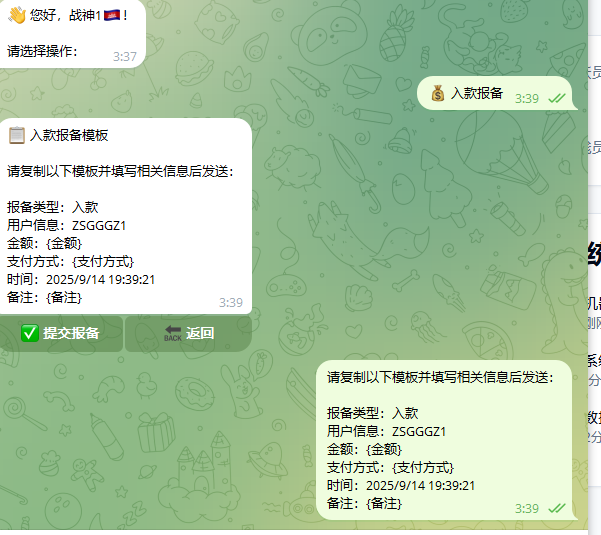 👋 您好，战神1🇰🇭！
请选择操作：
3:37
💰 入款报备 3:39
📋 入款报备模板
请复制以下模板并填写相关信息后发送：
报备类型：入款
用户信息：ZSGGGZ1
金额：{金额}
支付方式：{支付方式}
时间：2025/9/14 19:39:21
备注：{备注}
3:39
✅ 提交报备
🔙 返回
请复制以下模板并填写相关信息后发送：
报备类型：入款
用户信息：ZSGGGZ1
金额：{金额}
支付方式：{支付方式}
时间：2025/9/14 19:39:21
备注：{备注}
3:39